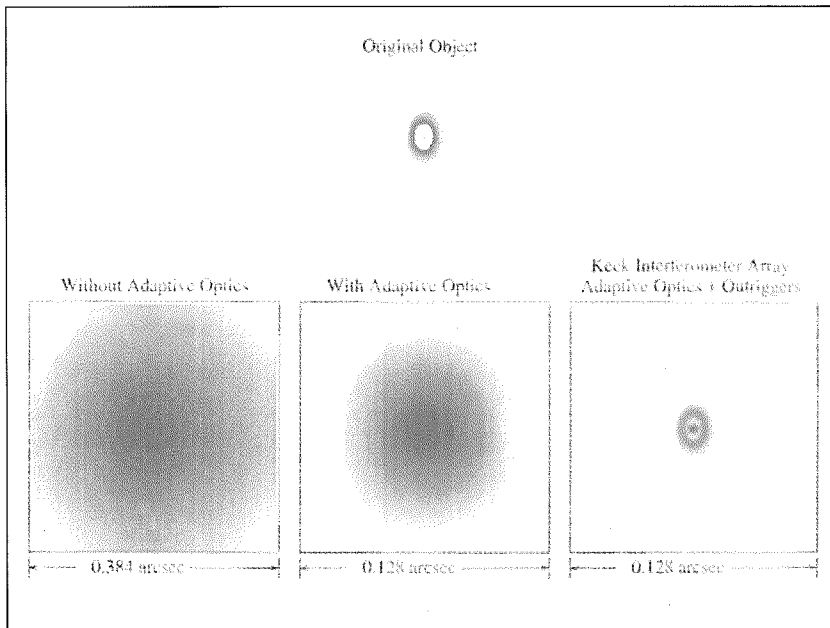 Original Object
Without Adaptive Optics
With Adaptive Optics
Keck Interferometer Array
Adaptive Optics + Outriggers
0.384 arcsec
0.128 arcsec
0.128 arcsec